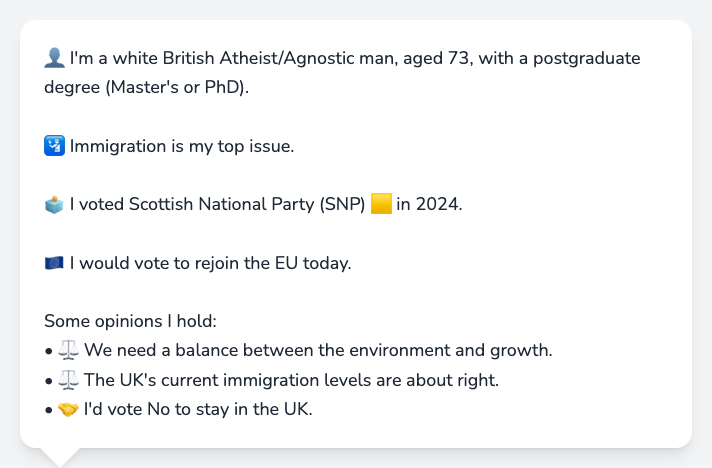 👤 I'm a white British Atheist/Agnostic man, aged 73, with a postgraduate
degree (Master's or PhD).
🛂 Immigration is my top issue.
🗳️ I voted Scottish National Party (SNP) 🟨 in 2024.
🇪🇺 I would vote to rejoin the EU today.
Some opinions I hold:
• ⚖️ We need a balance between the environment and growth.
• ⚖️ The UK's current immigration levels are about right.
• 🤝 I'd vote No to stay in the UK.